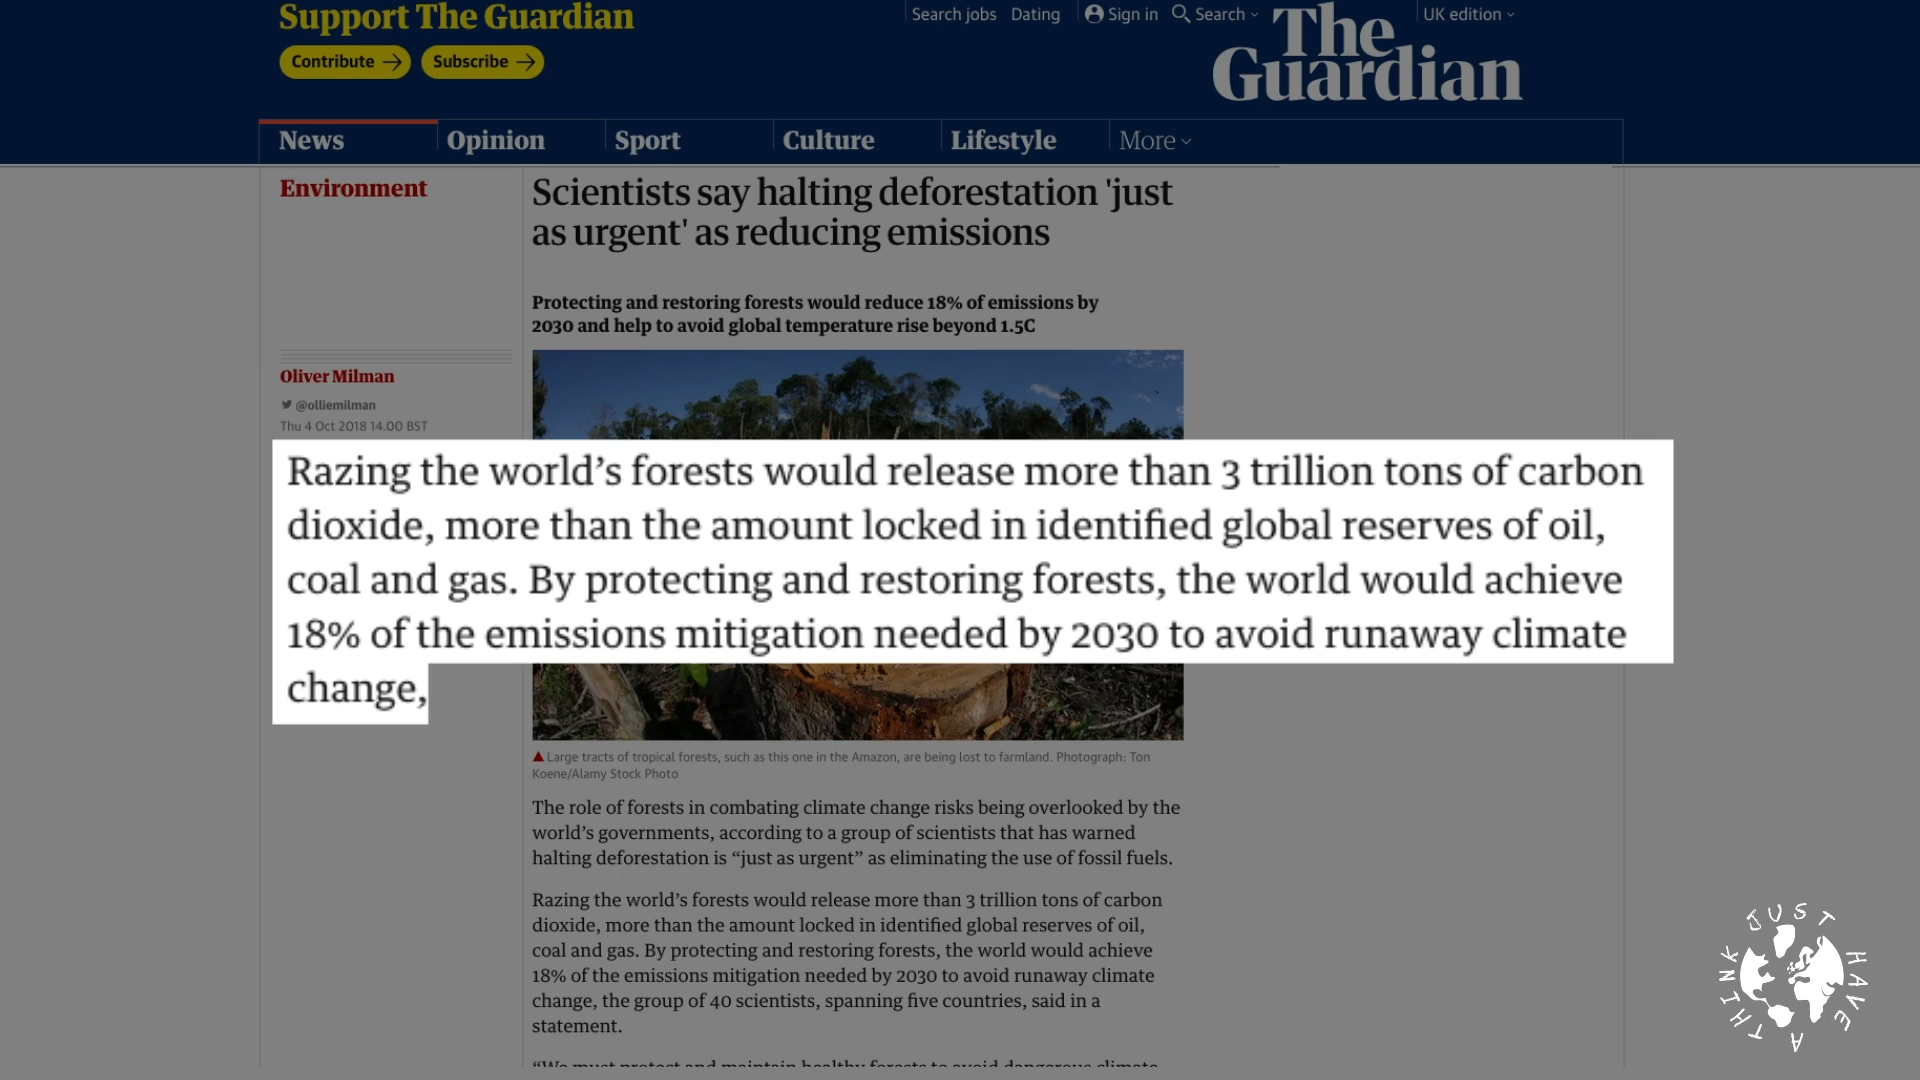 Support The Guardian
Search jobs Dating Sign in Search UK edition
Contribute Subscribe
The Guardian
News Opinion Sport Culture Lifestyle More
Environment
Scientists say halting deforestation 'just
as urgent' as reducing emissions
Protecting and restoring forests would reduce 18% of emissions by
2030 and help to avoid global temperature rise beyond 1.5C
Oliver Milman
@olliemilman
Thu 4 Oct 2018 14.00 BST
Razing the world’s forests would release more than 3 trillion tons of carbon
dioxide, more than the amount locked in identified global reserves of oil,
coal and gas. By protecting and restoring forests, the world would achieve
18% of the emissions mitigation needed by 2030 to avoid runaway climate
change,
Large tracts of tropical forests, such as this one in the Amazon, are being lost to farmland. Photograph: Ton
Koene/Alamy Stock Photo
The role of forests in combating climate change risks being overlooked by the
world’s governments, according to a group of scientists that has warned
halting deforestation is “just as urgent” as eliminating the use of fossil fuels.
Razing the world’s forests would release more than 3 trillion tons of carbon
dioxide, more than the amount locked in identified global reserves of oil,
coal and gas. By protecting and restoring forests, the world would achieve
18% of the emissions mitigation needed by 2030 to avoid runaway climate
change, the group of 40 scientists, spanning five countries, said in a
statement.
“We must protect and maintain healthy forests to avoid dangerous climate
JUST HAVE A THINK